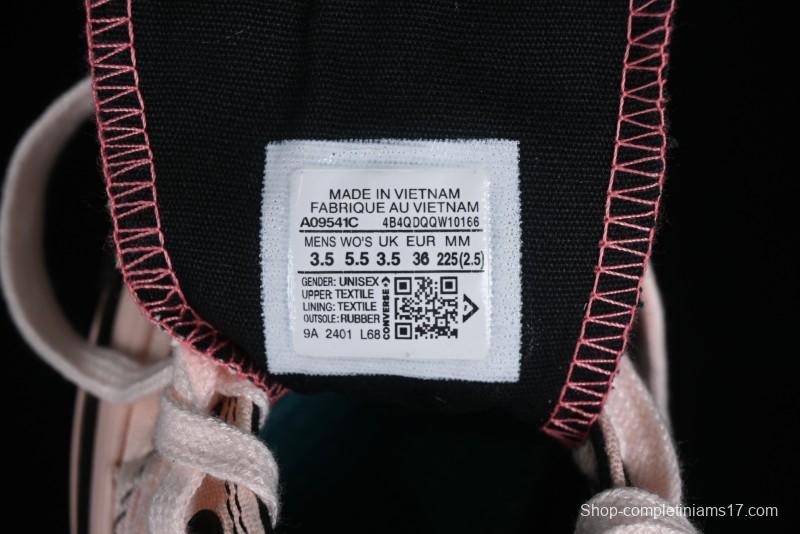 MADE IN VIETNAM
FABRIQUE AU VIETNAM
A09541C 4B4QDQQW10166
MENS WO'S UK EUR MM
3.5 5.5 3.5 36 225(2.5)
GENDER: UNISEX
UPPER: TEXTILE
LINING: TEXTILE
OUTSOLE: RUBBER
CONVERSE
9A 2401 L68
Shop-completiniams17.com